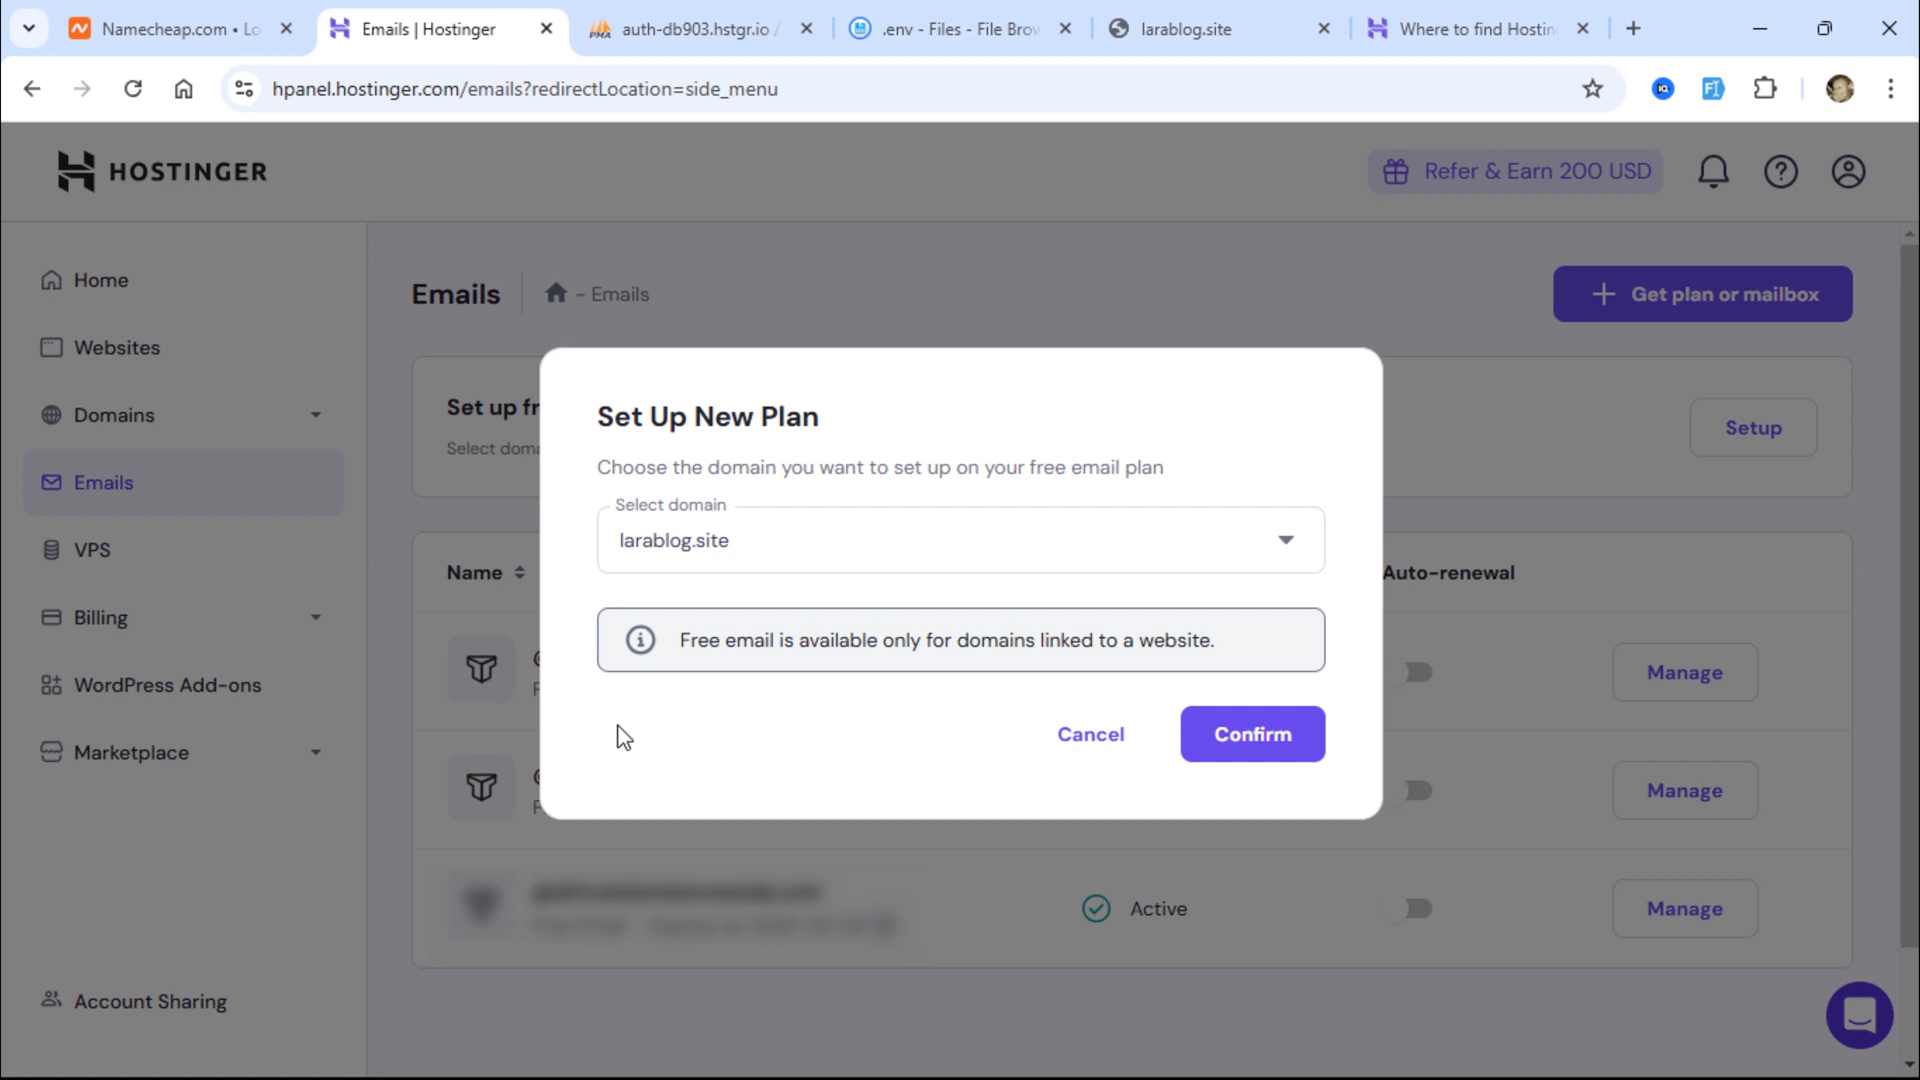 Namecheap.com • Lo
Emails | Hostinger
auth-db903.hstgr.io /
.env - Files - File Brow
larablog.site
Where to find Hostin
hpanel.hostinger.com/emails?redirectLocation=side_menu
HOSTINGER
Refer & Earn 200 USD
Home
Websites
Domains
Emails
VPS
Billing
WordPress Add-ons
Marketplace
Account Sharing
Emails
- Emails
Get plan or mailbox
Set up fr
Select doma
Setup
Set Up New Plan
Choose the domain you want to set up on your free email plan
Select domain
larablog.site
Free email is available only for domains linked to a website.
Cancel
Confirm
Name
Auto-renewal
Manage
Manage
Active
Manage